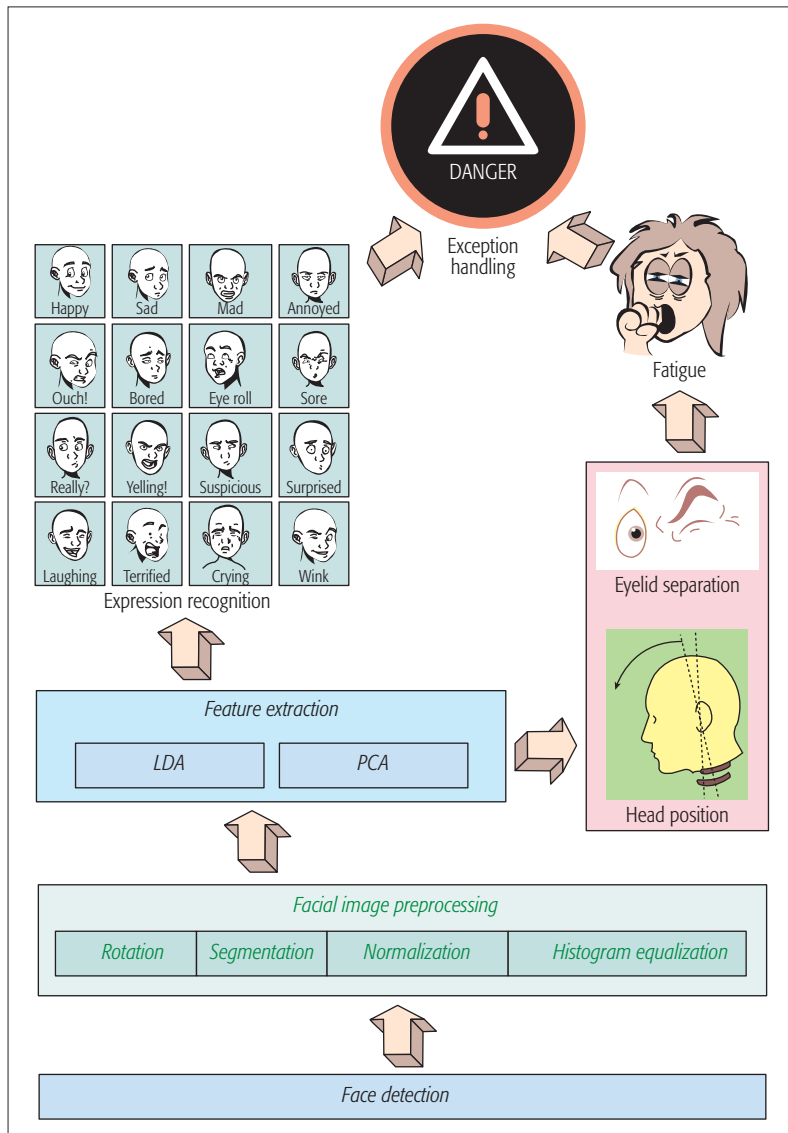 DANGER
Exception
handling
Happy
Sad
Mad
Annoyed
Ouch!
Bored
Eye roll
Sore
Really?
Yelling!
Suspicious
Surprised
Laughing
Terrified
Crying
Wink
Expression recognition
Fatigue
Eyelid separation
Head position
Feature extraction
LDA
PCA
Facial image preprocessing
Rotation
Segmentation
Normalization
Histogram equalization
Face detection